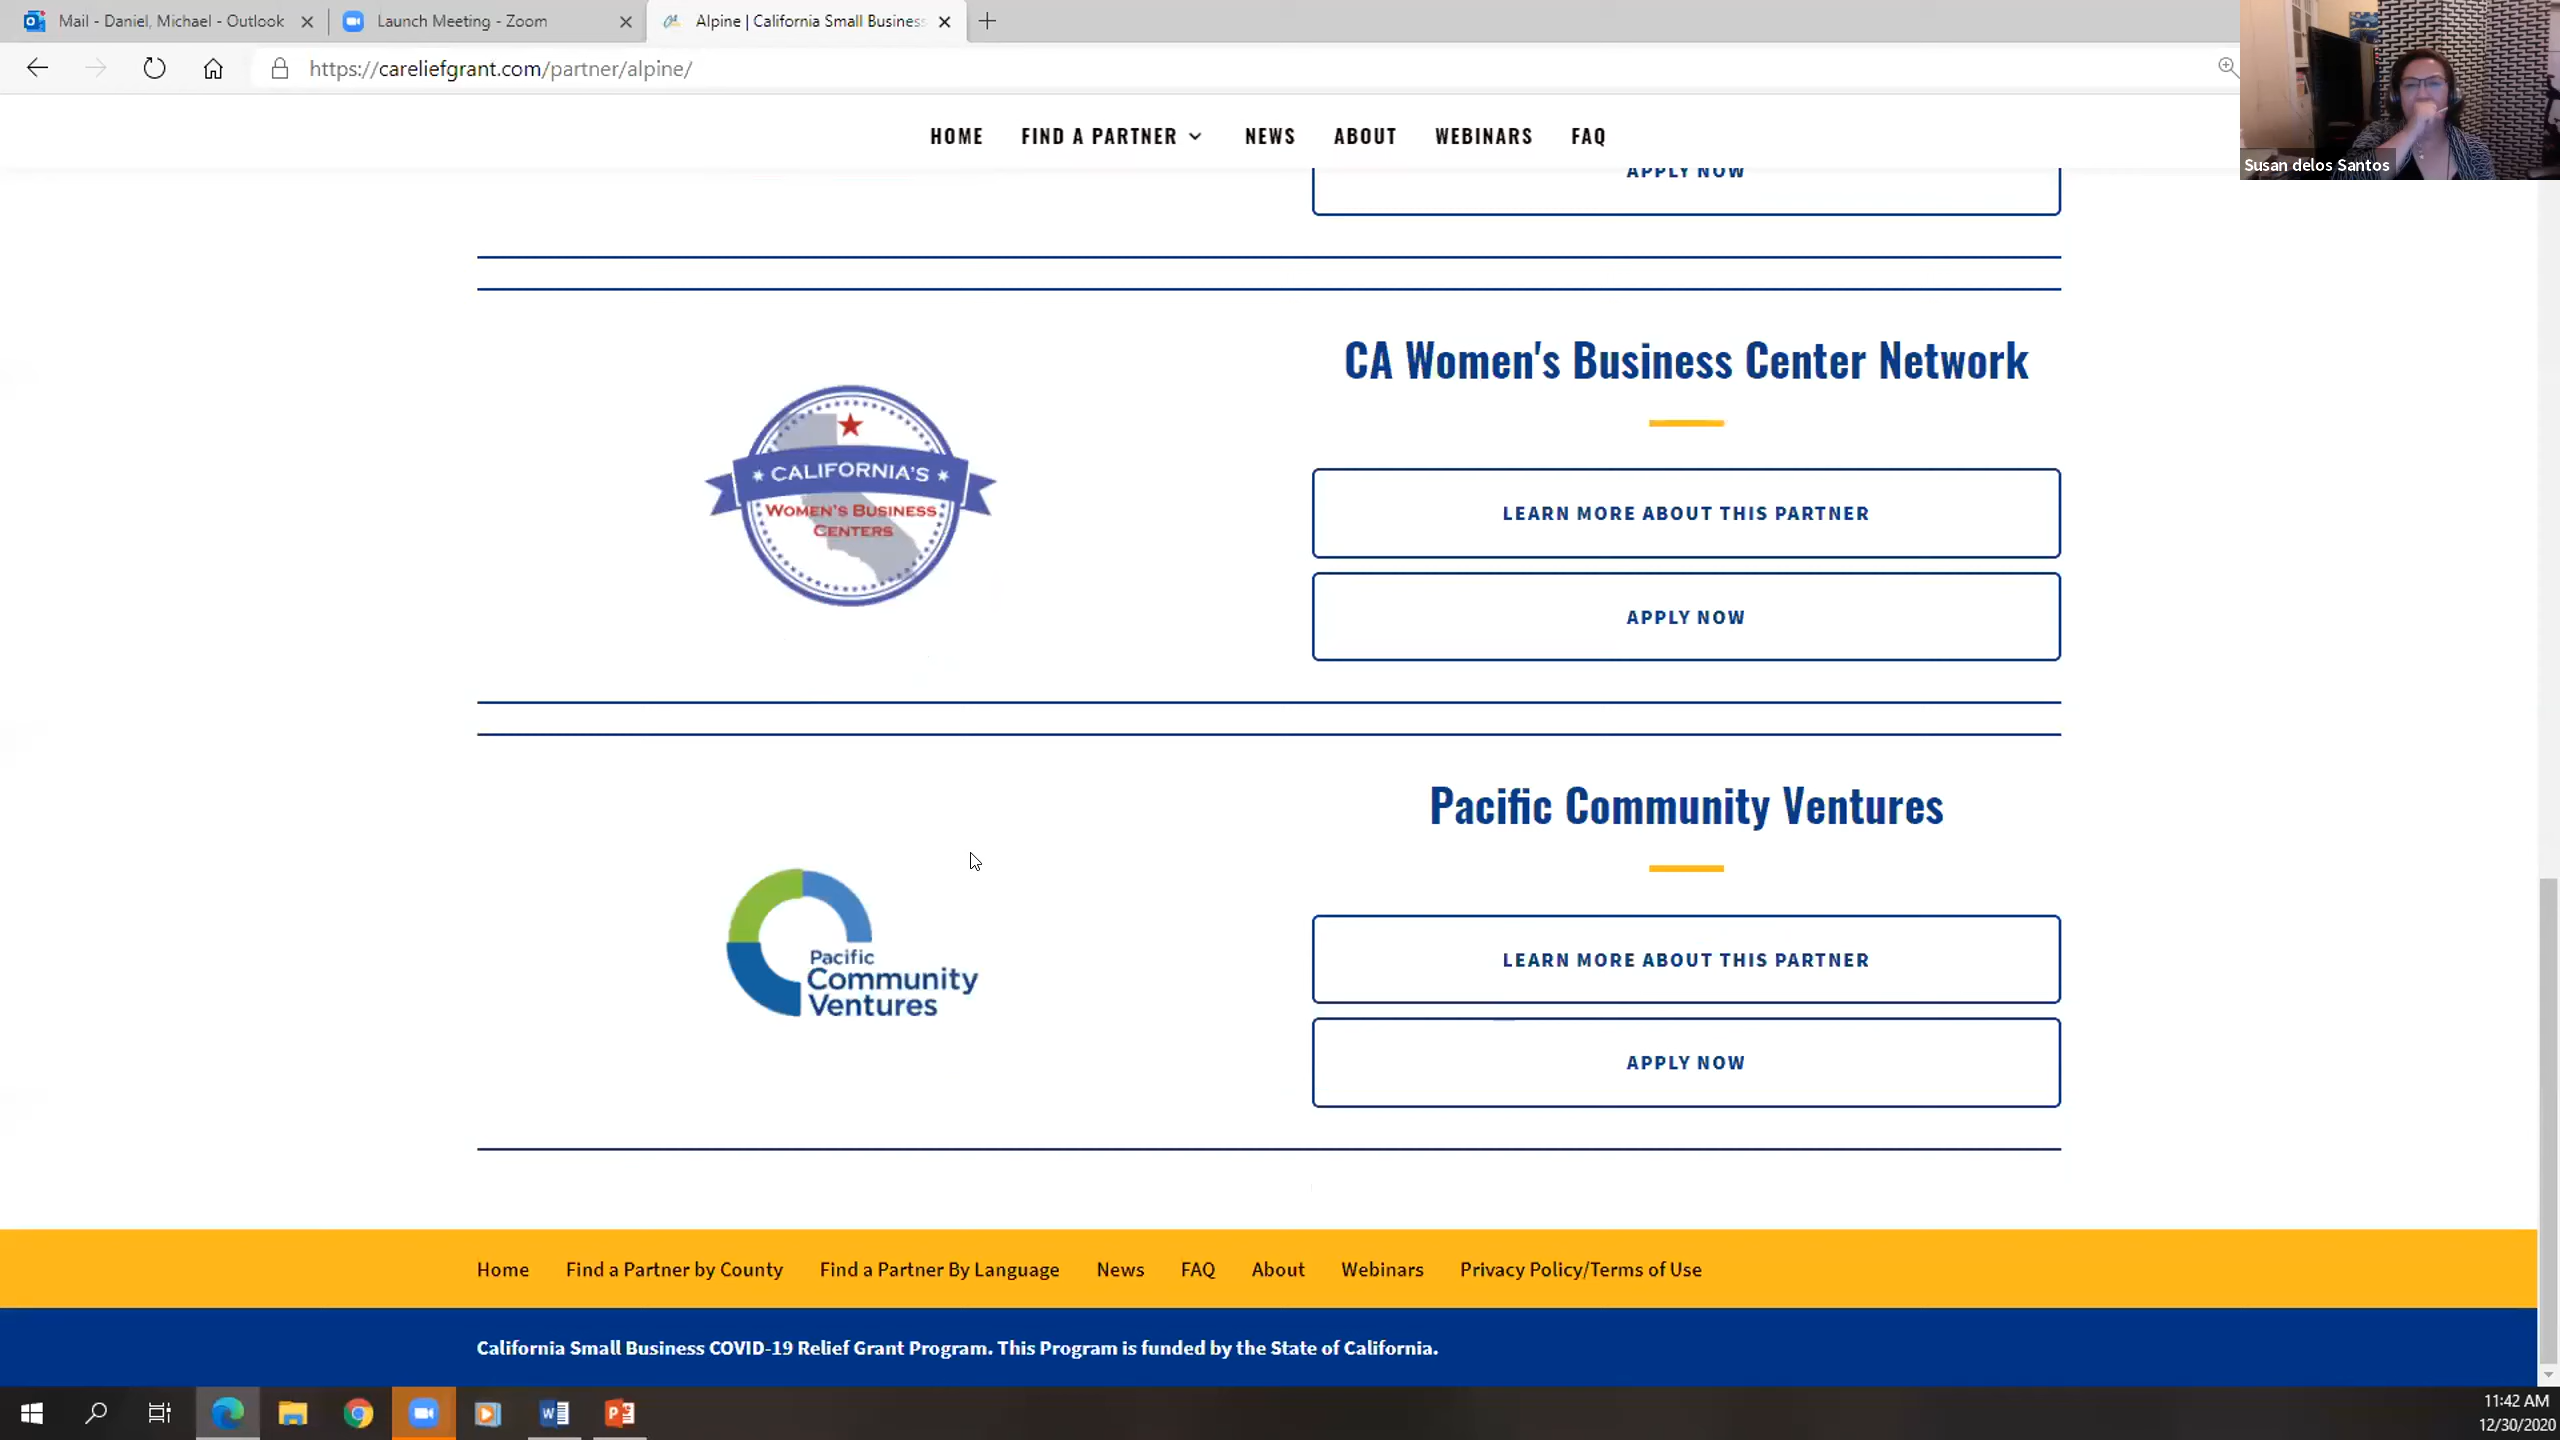 Mail - Daniel, Michael - Outlook
Launch Meeting - Zoom
Alpine | California Small Business
https://careliefgrant.com/partner/alpine/
Susan delos Santos
HOME FIND A PARTNER NEWS ABOUT WEBINARS FAQ
APPLY NOW
CA Women's Business Center Network
CALIFORNIA'S
WOMEN'S BUSINESS
CENTERS
LEARN MORE ABOUT THIS PARTNER
APPLY NOW
Pacific Community Ventures
Pacific
Community
Ventures
LEARN MORE ABOUT THIS PARTNER
APPLY NOW
Home Find a Partner by County Find a Partner By Language News FAQ About Webinars Privacy Policy/Terms of Use
California Small Business COVID-19 Relief Grant Program. This Program is funded by the State of California.
11:42 AM
12/30/2020